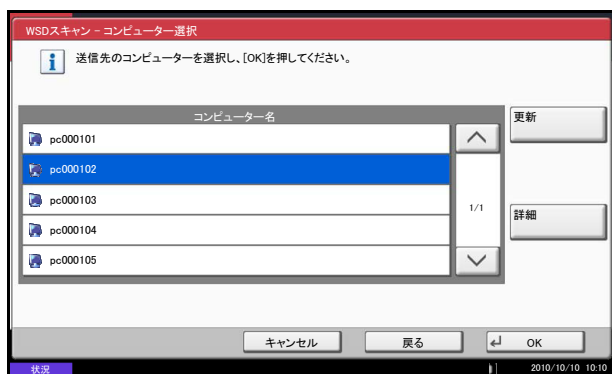 WSDスキャン - コンピューター選択
送信先のコンピューターを選択し、[OK]を押してください。
コンピューター名
更新
pc000101
pc000102
pc000103
1/1
詳細
pc000104
pc000105
キャンセル
戻る
OK
状況
2010/10/10 10:10